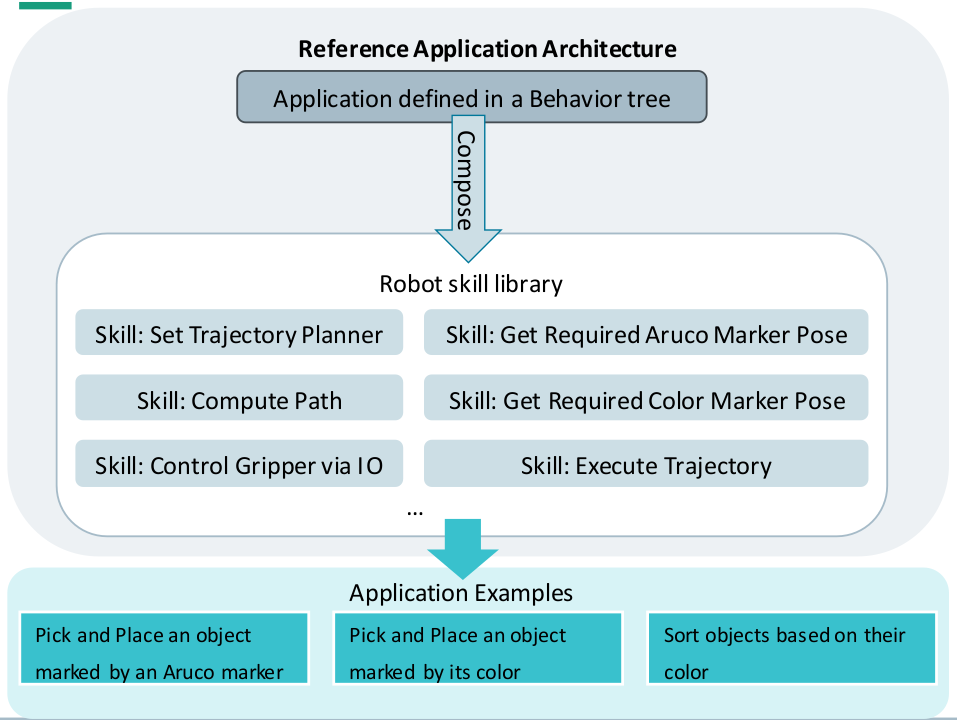 Reference Application Architecture
Application defined in a Behavior tree
Compose
Robot skill library
Skill: Set Trajectory Planner
Skill: Get Required Aruco Marker Pose
Skill: Compute Path
Skill: Get Required Color Marker Pose
Skill: Control Gripper via IO
Skill: Execute Trajectory
...
Application Examples
Pick and Place an object
marked by an Aruco marker
Pick and Place an object
marked by its color
Sort objects based on their
color